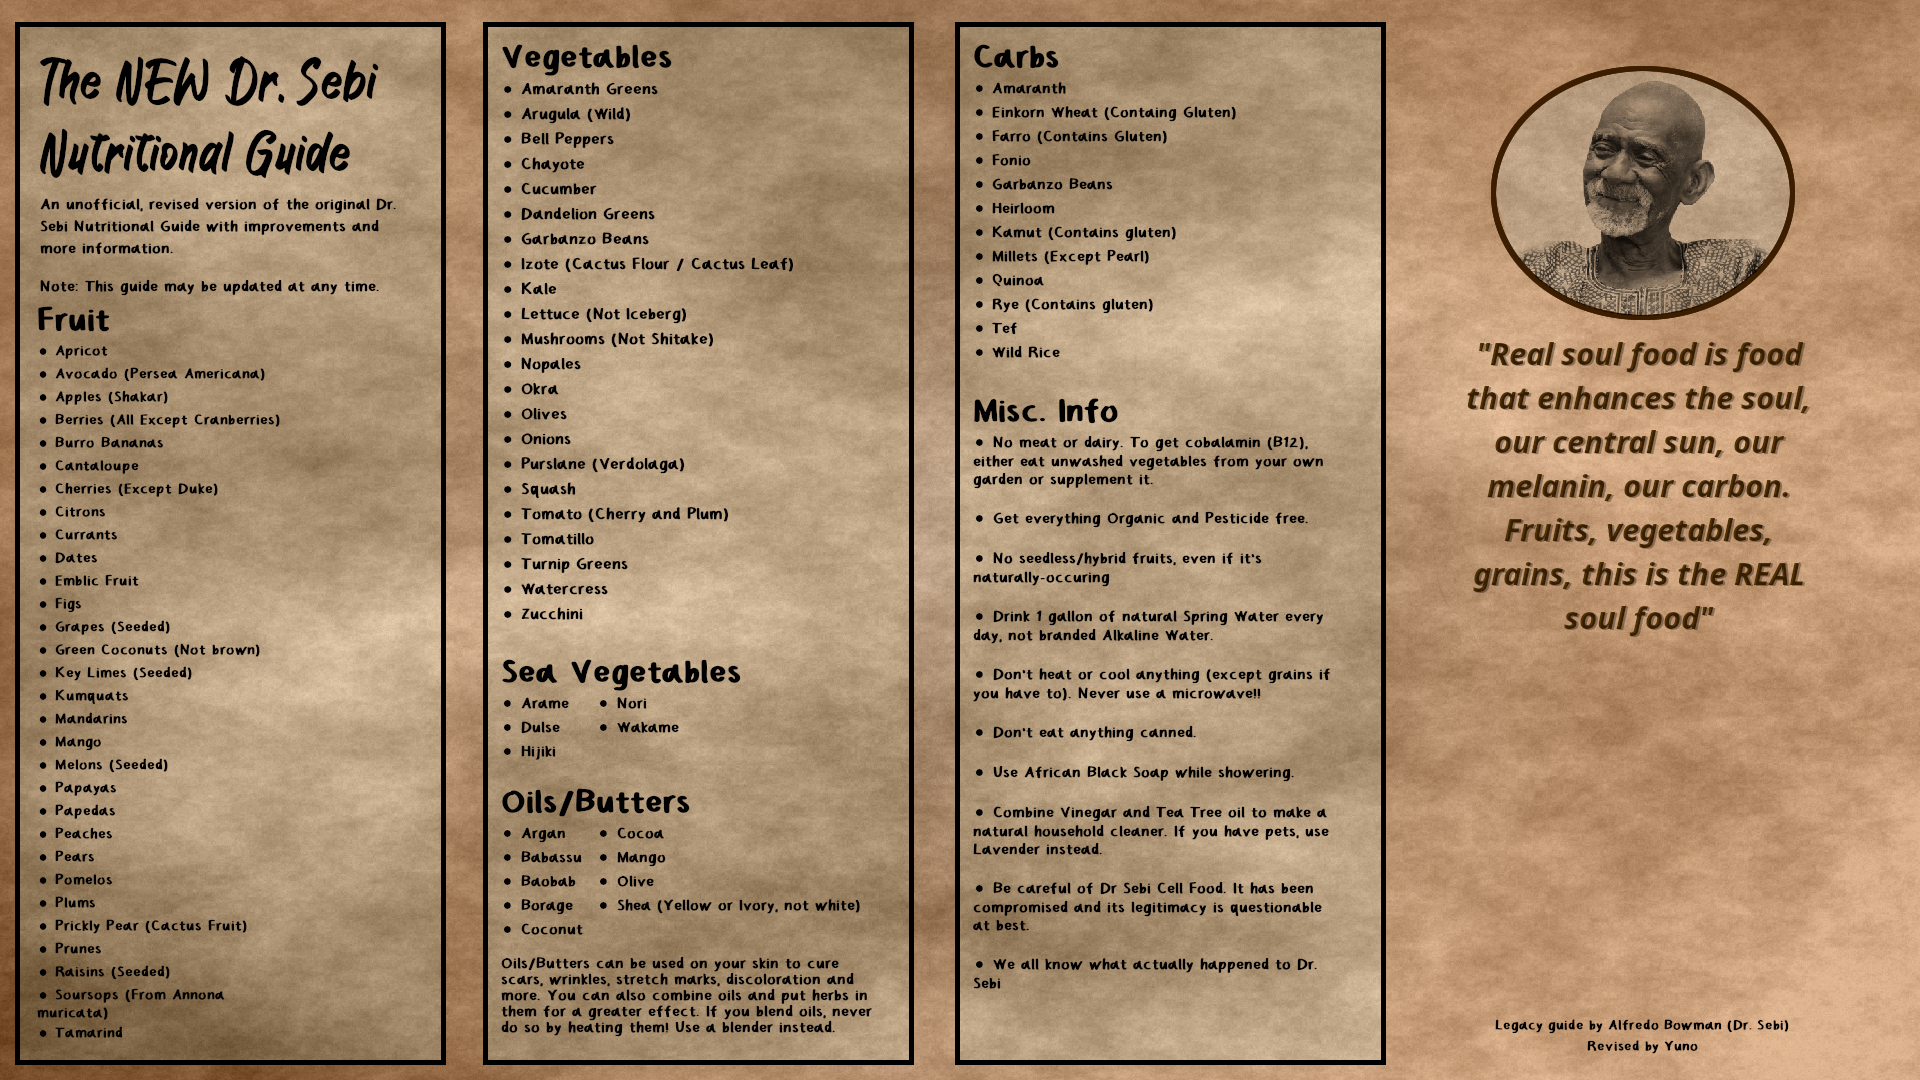 The NEW Dr. Sebi
Nutritional Guide
An unofficial, revised version of the original Dr.
Sebi Nutritional Guide with improvements and
more information.
Note: This guide may be updated at any time.
Fruit
• Apricot
• Avocado (Persea Americana)
• Apples (Shakar)
• Berries (All Except Cranberries)
• Burro Bananas
• Cantaloupe
• Cherries (Except Duke)
• Citrons
• Currants
• Dates
• Emblic Fruit
• Figs
• Grapes (Seeded)
• Green Coconuts (Not brown)
• Key Limes (Seeded)
• Kumquats
• Mandarins
• Mango
• Melons (Seeded)
• Papayas
• Papedas
• Peaches
• Pears
• Pomelos
• Plums
• Prickly Pear (Cactus Fruit)
• Prunes
• Raisins (Seeded)
• Soursops (From Annona
muricata)
• Tamarind
Vegetables
• Amaranth Greens
• Arugula (Wild)
• Bell Peppers
• Chayote
• Cucumber
• Dandelion Greens
• Garbanzo Beans
• Izote (Cactus Flour / Cactus Leaf)
• Kale
• Lettuce (Not Iceberg)
• Mushrooms (Not Shitake)
• Nopales
• Okra
• Olives
• Onions
• Purslane (Verdolaga)
• Squash
• Tomato (Cherry and Plum)
• Tomatillo
• Turnip Greens
• Watercress
• Zucchini
Sea Vegetables
• Arame
• Dulse
• Hijiki
• Nori
• Wakame
Oils/Butters
• Argan
• Babassu
• Baobab
• Borage
• Coconut
• Cocoa
• Mango
• Olive
• Shea (Yellow or Ivory, not white)
Oils/Butters can be used on your skin to cure
scars, wrinkles, stretch marks, discoloration and
more. You can also combine oils and put herbs in
them for a greater effect. If you blend oils, never
do so by heating them! Use a blender instead.
Carbs
• Amaranth
• Einkorn Wheat (Containg Gluten)
• Farro (Contains Gluten)
• Fonio
• Garbanzo Beans
• Heirloom
• Kamut (Contains gluten)
• Millets (Except Pearl)
• Quinoa
• Rye (Contains gluten)
• Tef
• Wild Rice
Misc. Info
• No meat or dairy. To get cobalamin (B12),
either eat unwashed vegetables from your own
garden or supplement it.
• Get everything Organic and Pesticide free.
• No seedless/hybrid fruits, even if it's
naturally-occuring
• Drink 1 gallon of natural Spring Water every
day, not branded Alkaline Water.
• Don't heat or cool anything (except grains if
you have to). Never use a microwave!!
• Don't eat anything canned.
• Use African Black Soap while showering.
• Combine Vinegar and Tea Tree oil to make a
natural household cleaner. If you have pets, use
Lavender instead.
• Be careful of Dr Sebi Cell Food. It has been
compromised and its legitimacy is questionable
at best.
• We all know what actually happened to Dr.
Sebi
"Real soul food is food
that enhances the soul,
our central sun, our
melanin, our carbon.
Fruits, vegetables,
grains, this is the REAL
soul food"
Legacy guide by Alfredo Bowman (Dr. Sebi)
Revised by Yuno